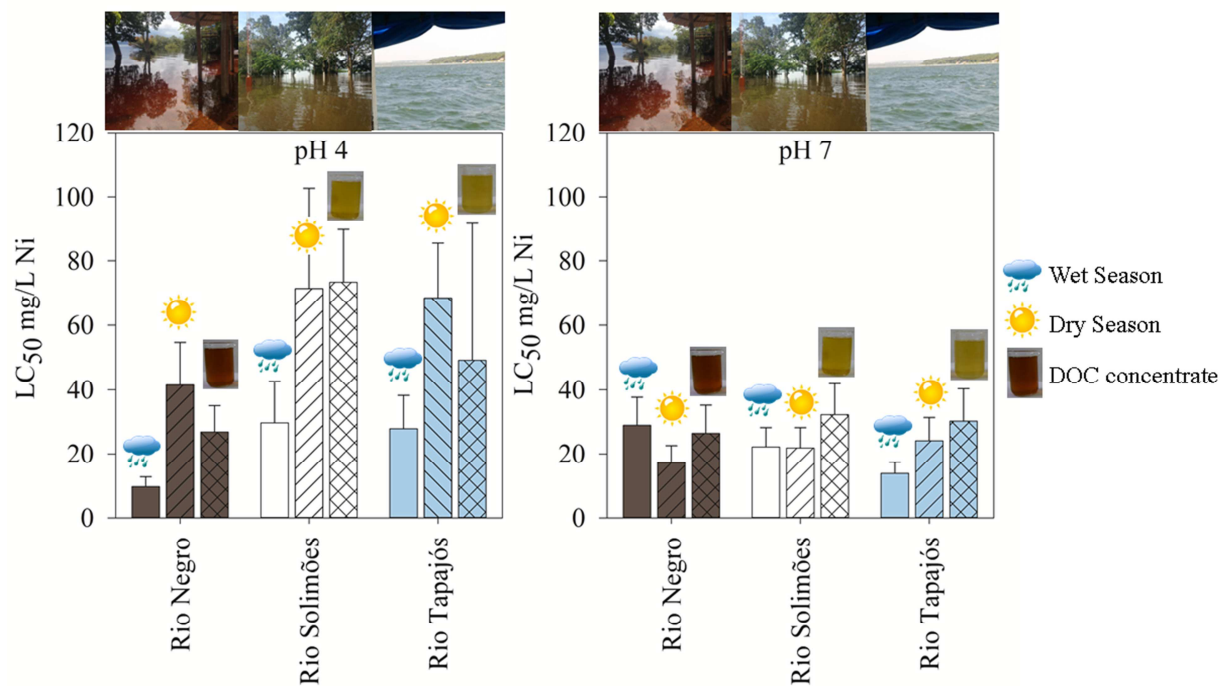 120
100
80
60
40
20
0
LC50 mg/L Ni
pH 4
Rio Negro
Rio Solimões
Rio Tapajós
120
100
80
60
40
20
0
LC50 mg/L Ni
pH 7
Rio Negro
Rio Solimões
Rio Tapajós
Wet Season
Dry Season
DOC concentrate